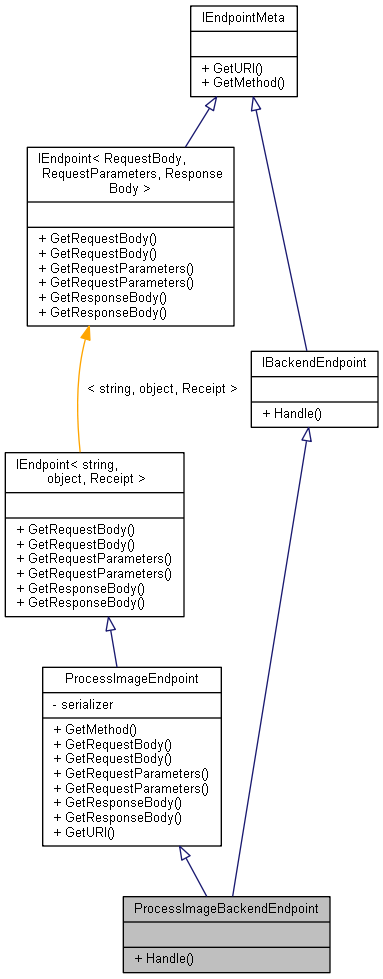 IEndpointMeta
+ GetURI()
+ GetMethod()
IEndpoint< RequestBody,
RequestParameters, Response
Body >
+ GetRequestBody()
+ GetRequestBody()
+ GetRequestParameters()
+ GetRequestParameters()
+ GetResponseBody()
+ GetResponseBody()
IBackendEndpoint
+ Handle()
< string, object, Receipt >
IEndpoint< string,
object, Receipt >
+ GetRequestBody()
+ GetRequestBody()
+ GetRequestParameters()
+ GetRequestParameters()
+ GetResponseBody()
+ GetResponseBody()
ProcessImageEndpoint
- serializer
+ GetMethod()
+ GetRequestBody()
+ GetRequestBody()
+ GetRequestParameters()
+ GetRequestParameters()
+ GetResponseBody()
+ GetResponseBody()
+ GetURI()
ProcessImageBackendEndpoint
+ Handle()